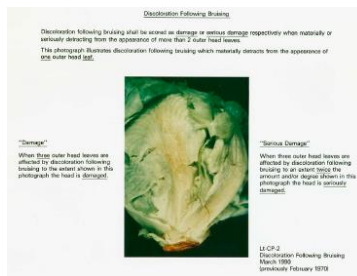 Discoloration Following Bruising
Discoloration following bruising shall be scored as damage or serious damage respectively when materially or
seriously detracting from the appearance of more than 2 outer head leaves.
This photograph illustrates discoloration following bruising which materially detracts from the appearance of
one outer head leaf.
"Damage"
When three outer head leaves are
affected by discoloration following
bruising to the extent shown in this
photograph the head is damaged.
"Serious Damage"
When three outer head leaves are
affected by discoloration following
bruising to an extent twice the
amount and/or degree shown in this
photograph the head is seriously
damaged.
Lt-CP-2
Discoloration Following Bruising
March 1990
(previously February 1970)